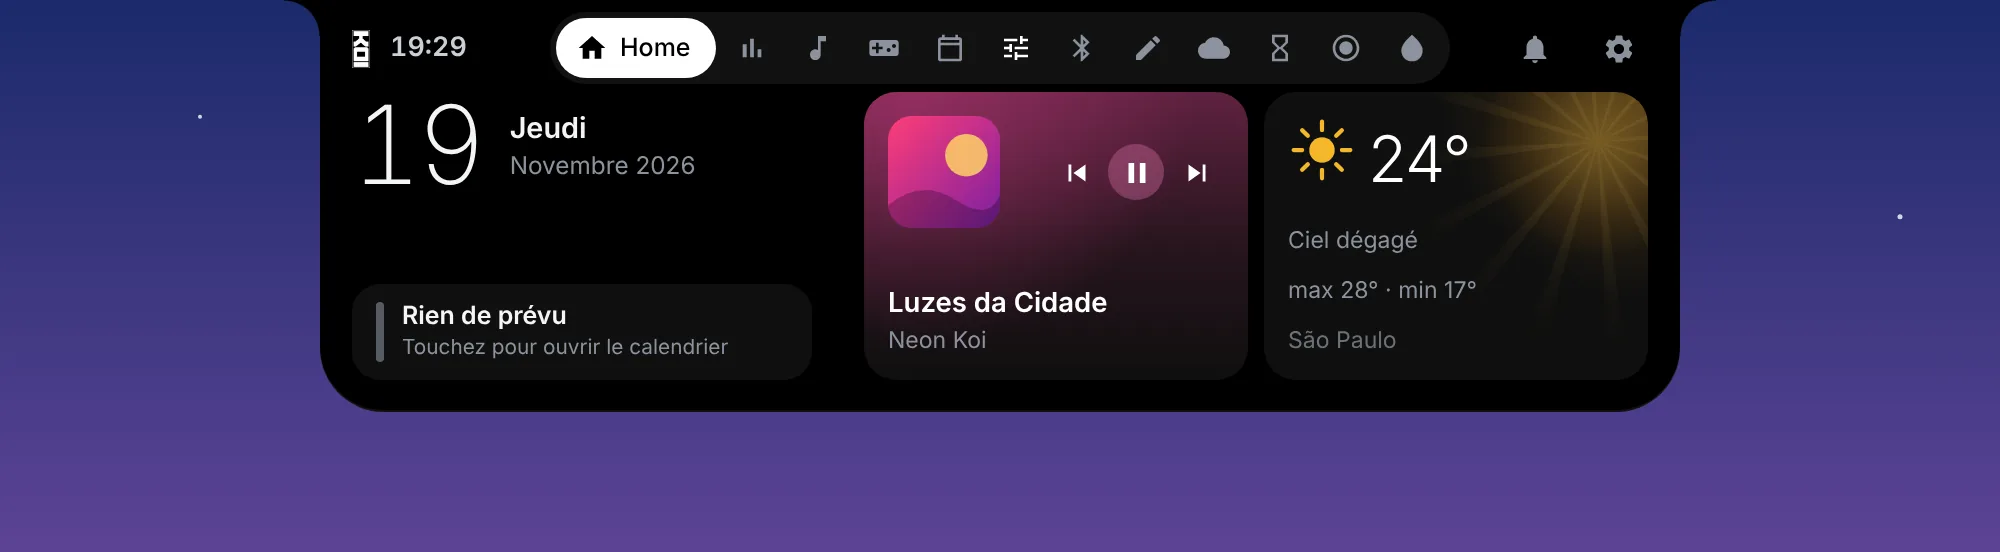 19:29
Home
19
Jeudi
Novembre 2026
Rien de prévu
Touchez pour ouvrir le calendrier
Luzes da Cidade
Neon Koi
24°
Ciel dégagé
max 28° · min 17°
São Paulo